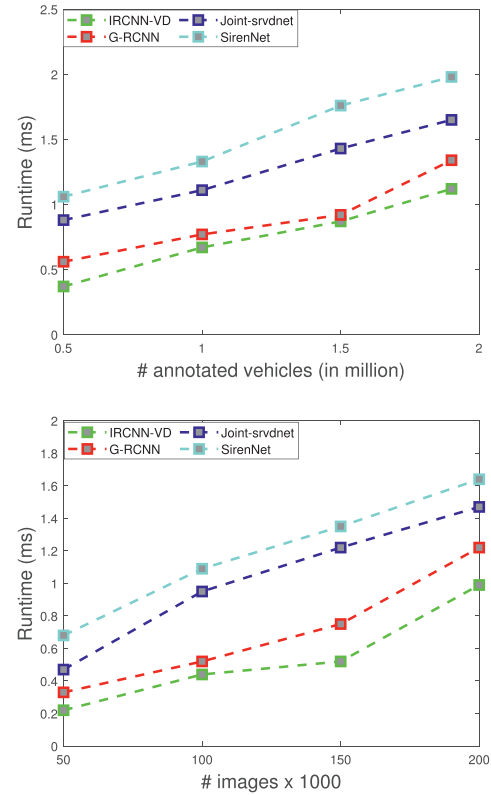 2.5
IRCNN-VD Joint-srvdnet
G-RCNN SirenNet
2
1.5
1
0.5
0
Runtime (ms)
0.5 1 1.5 2
# annotated vehicles (in million)
2
IRCNN-VD Joint-srvdnet
G-RCNN SirenNet
1.8
1.6
1.4
1.2
1
0.8
0.6
0.4
0.2
0
Runtime (ms)
50 100 150 200
# images x 1000